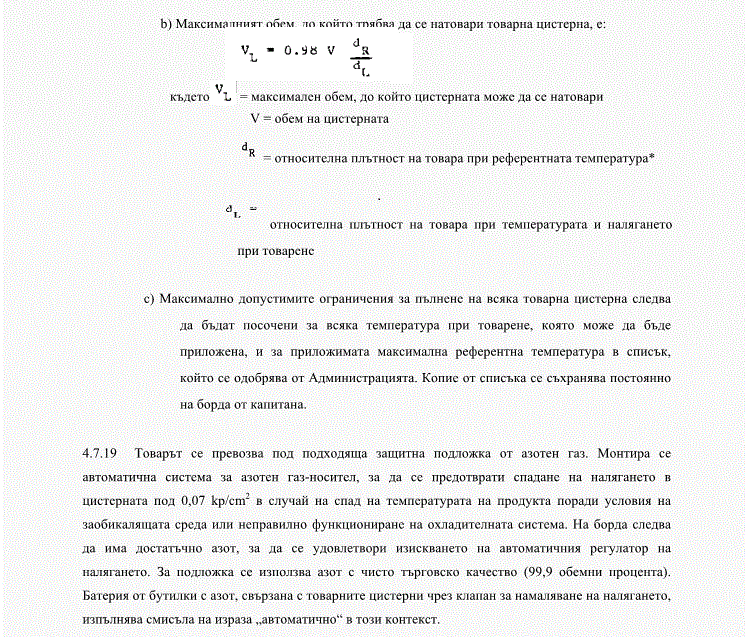 b) Максималният обем, до който трябва да се натовари товарна цистерна, е:
V_L = 0.98 V d_R / d_L
където V_L = максимален обем, до който цистерната може да се натовари
V = обем на цистерната
d_R = относителна плътност на товара при референтната температура*
d_L =
относителна плътност на товара при температурата и налягането
при товарене
c) Максимално допустимите ограничения за пълнене на всяка товарна цистерна следва
да бъдат посочени за всяка температура при товарене, която може да бъде
приложена, и за приложимата максимална референтна температура в списък,
който се одобрява от Администрацията. Копие от списъка се съхранява постоянно
на борда от капитана.
4.7.19 Товарът се превозва под подходяща защитна подложка от азотен газ. Монтира се
автоматична система за азотен газ-носител, за да се предотврати спадане на налягането в
цистерната под 0,07 kp/cm² в случай на спад на температурата на продукта поради условия на
заобикалящата среда или неправилно функциониране на охладителната система. На борда следва
да има достатъчно азот, за да се удовлетвори изискването на автоматичния регулатор на
налягането. За подложка се използва азот с чисто търговско качество (99,9 обемни процента).
Батерия от бутилки с азот, свързана с товарните цистерни чрез клапан за намаляване на налягането,
изпълнява смисъла на израза „автоматично“ в този контекст.